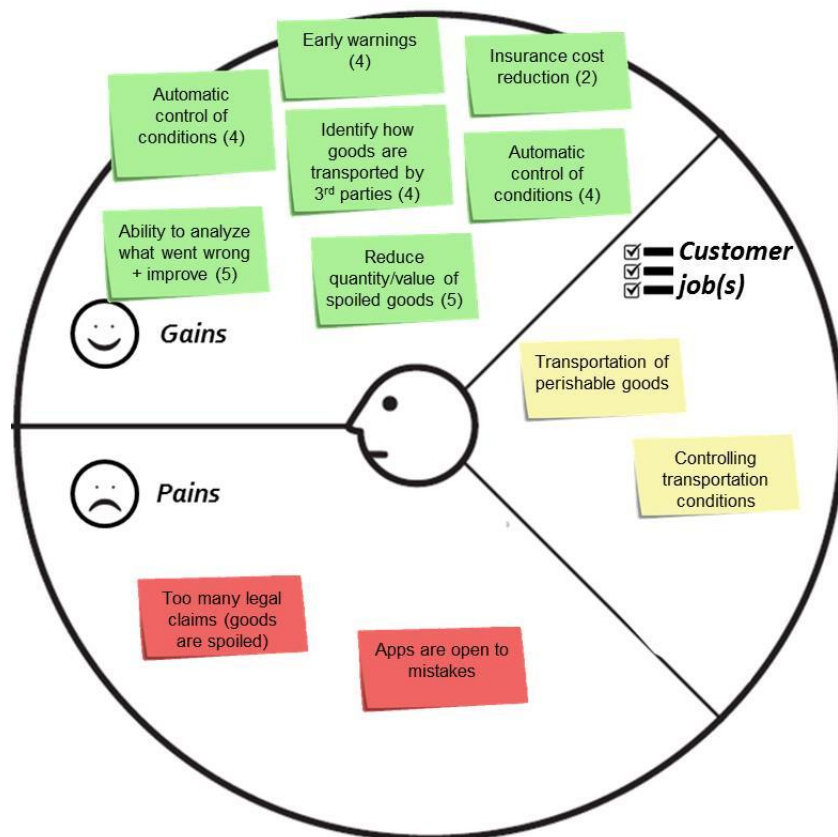 Early warnings
(4)
Insurance cost
reduction (2)
Automatic
control of
conditions (4)
Identify how
goods are
transported by
3rd parties (4)
Automatic
control of
conditions (4)
Ability to analyze
what went wrong
+ improve (5)
Reduce
quantity/value of
spoiled goods (5)
Gains
Customer
job(s)
Transportation of
perishable goods
Controlling
transportation
conditions
Pains
Too many legal
claims (goods
are spoiled)
Apps are open to
mistakes